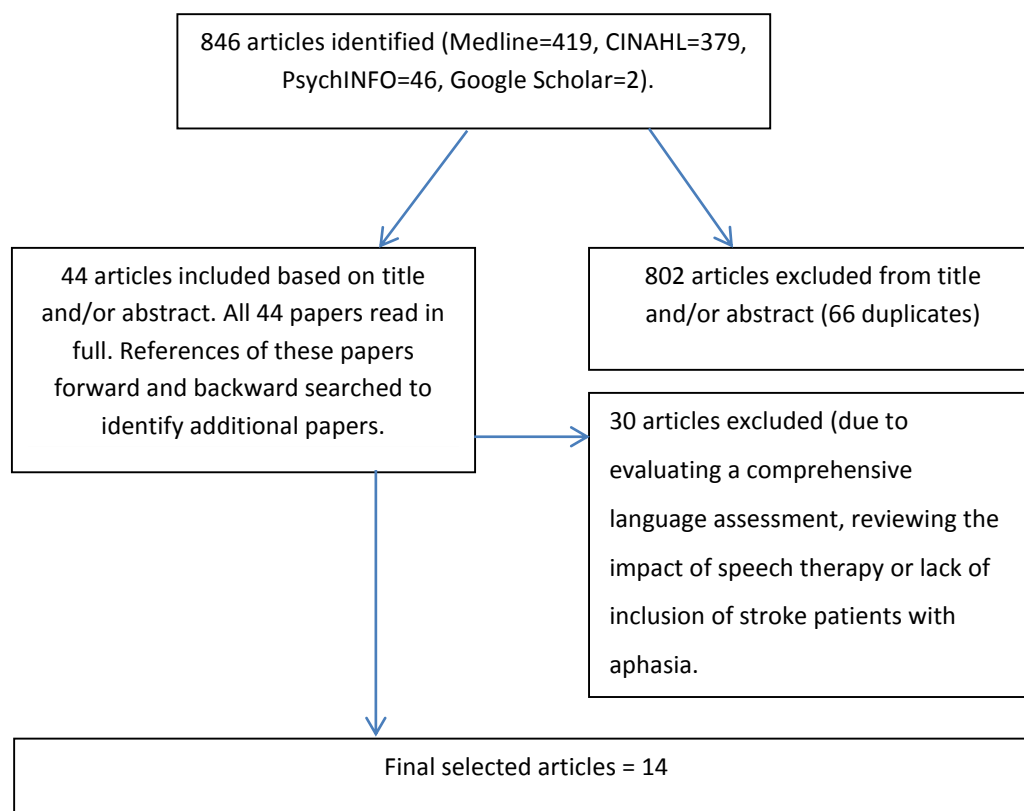 846 articles identified (Medline=419, CINAHL=379,
PsychINFO=46, Google Scholar=2).
44 articles included based on title
and/or abstract. All 44 papers read in
full. References of these papers
forward and backward searched to
identify additional papers.
802 articles excluded from title
and/or abstract (66 duplicates)
30 articles excluded (due to
evaluating a comprehensive
language assessment, reviewing the
impact of speech therapy or lack of
inclusion of stroke patients with
aphasia.
Final selected articles = 14